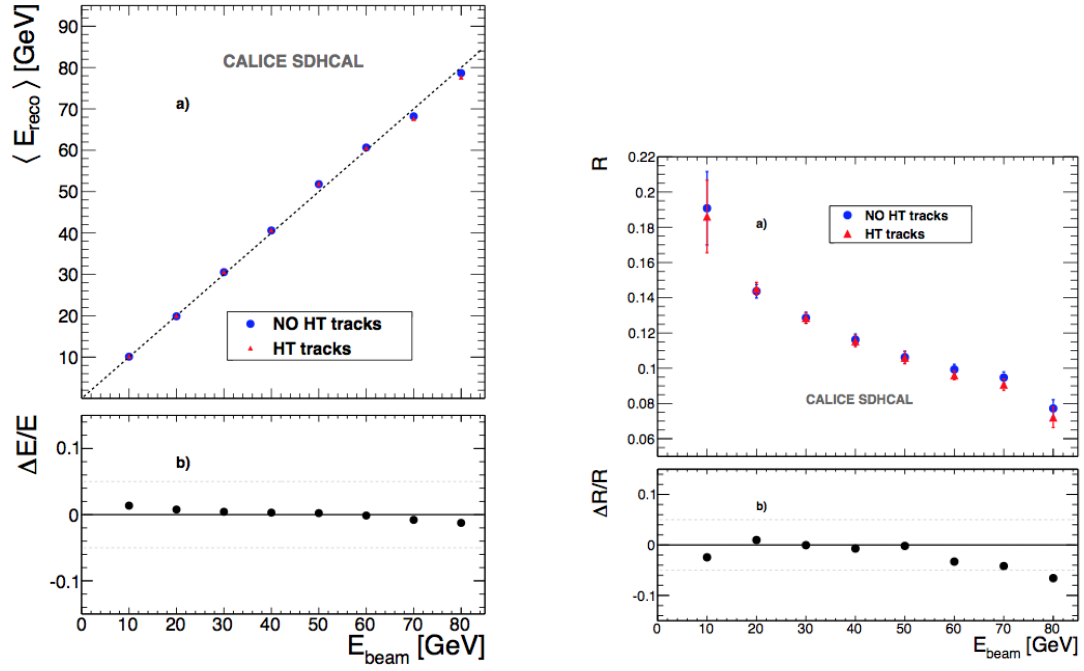 ⟨ E_reco ⟩ [GeV]
90
80
70
60
50
40
30
20
10
CALICE SDHCAL
a)
NO HT tracks
HT tracks
ΔE/E
0.1
0
-0.1
b)
0 10 20 30 40 50 60 70 80
E_beam [GeV]
R
0.22
0.2
0.18
0.16
0.14
0.12
0.1
0.08
0.06
a)
NO HT tracks
HT tracks
CALICE SDHCAL
ΔR/R
0.1
0
-0.1
b)
0 10 20 30 40 50 60 70 80
E_beam [GeV]